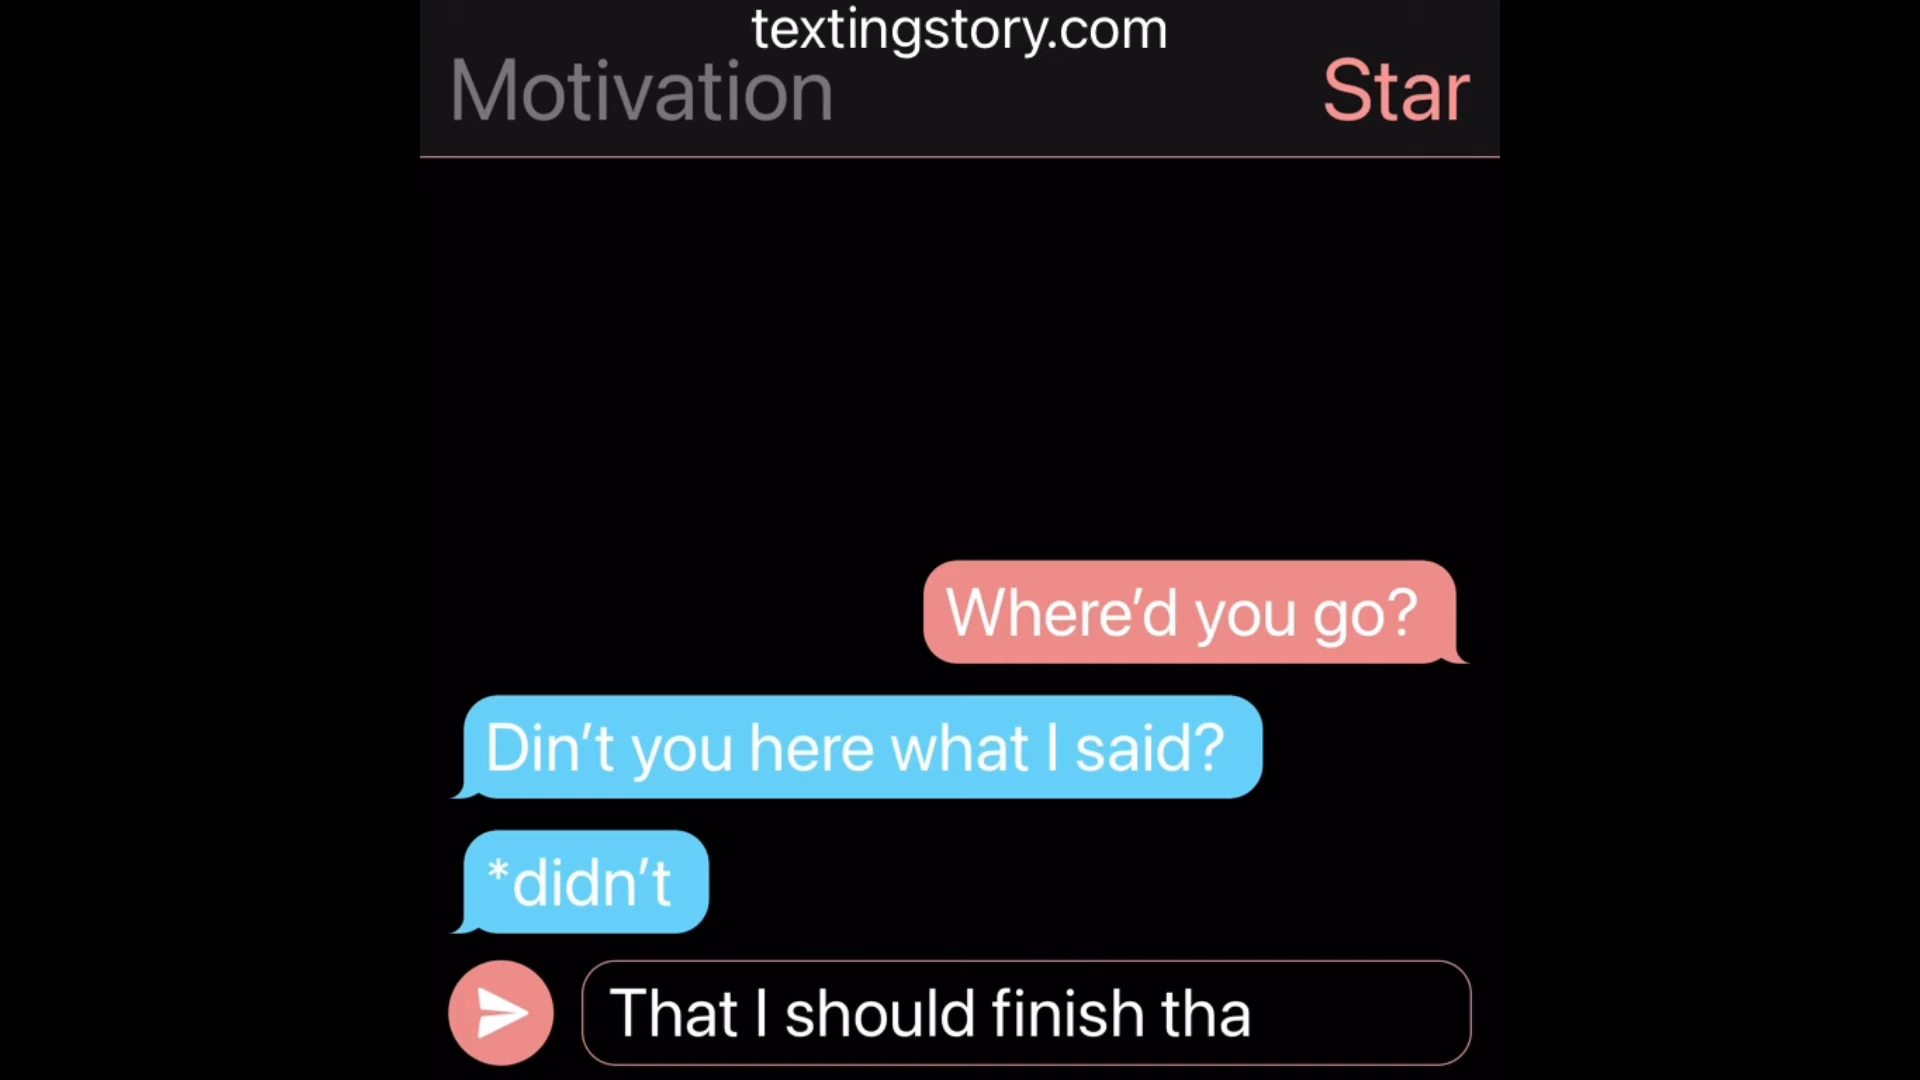 textingstory.com
Motivation
Star
Where’d you go?
Din’t you here what I said?
*didn’t
That I should finish tha